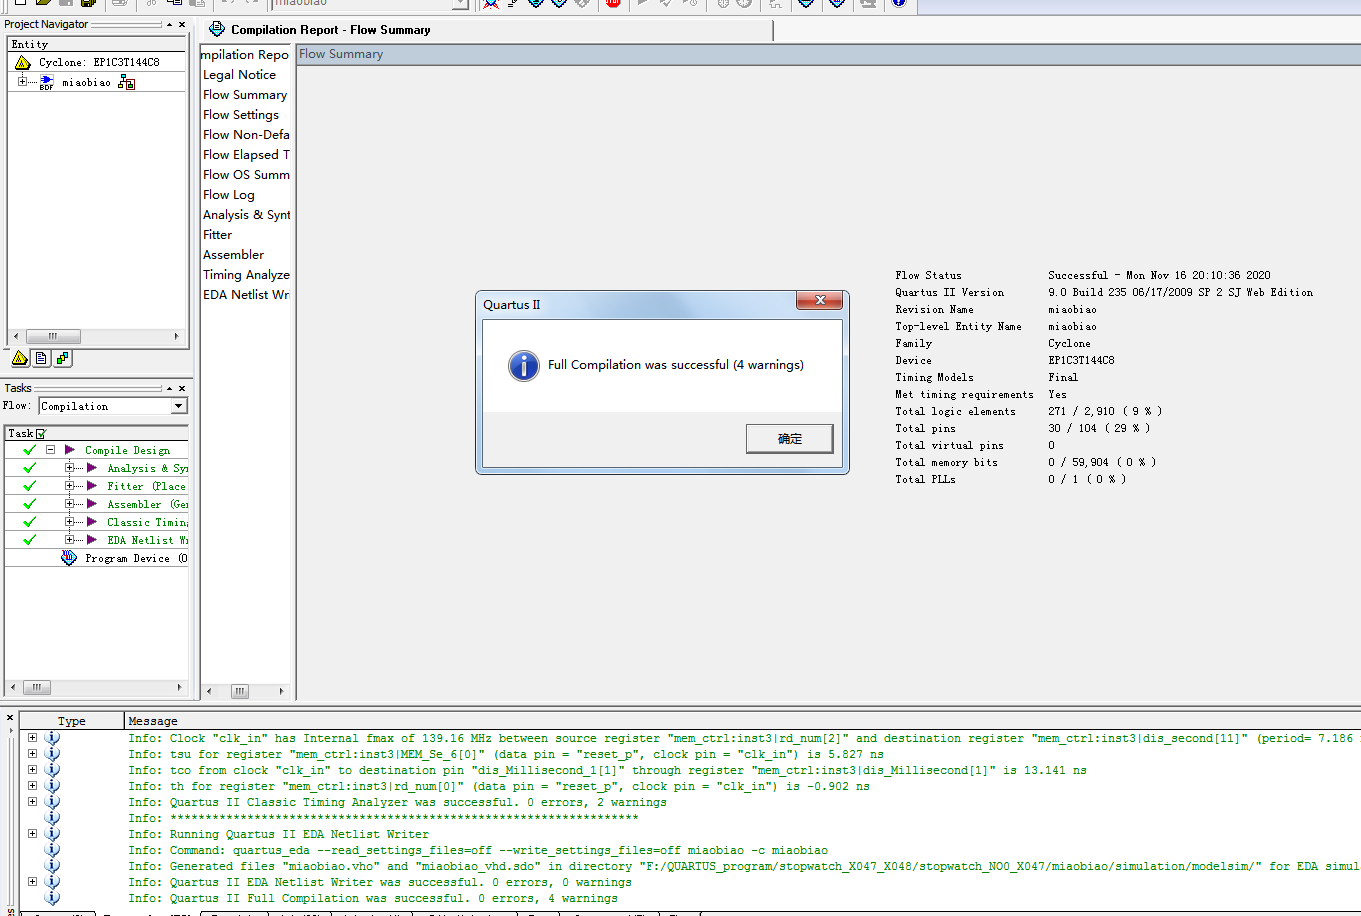 miaobiao
Project Navigator
Entity
Cyclone: EP1C3T144C8
BDF
miaobiao
Tasks
Flow: Compilation
Task
Compile Design
Analysis & Syn
Fitter (Place
Assembler (Gen
Classic Timing
EDA Netlist Wr
Program Device (O
Compilation Report - Flow Summary
mpilation Repo
Legal Notice
Flow Summary
Flow Settings
Flow Non-Defa
Flow Elapsed T
Flow OS Summ
Flow Log
Analysis & Synt
Fitter
Assembler
Timing Analyze
EDA Netlist Wri
Flow Summary
Flow Status Successful - Mon Nov 16 20:10:36 2020
Quartus II Version 9.0 Build 235 06/17/2009 SP 2 SJ Web Edition
Revision Name miaobiao
Top-level Entity Name miaobiao
Family Cyclone
Device EP1C3T144C8
Timing Models Final
Met timing requirements Yes
Total logic elements 271 / 2,910 ( 9 % )
Total pins 30 / 104 ( 29 % )
Total virtual pins 0
Total memory bits 0 / 59,904 ( 0 % )
Total PLLs 0 / 1 ( 0 % )
Quartus II
Full Compilation was successful (4 warnings)
确定
Type Message
Info: Clock "clk_in" has Internal fmax of 139.16 MHz between source register "mem_ctrl:inst3|rd_num[2]" and destination register "mem_ctrl:inst3|dis_second[11]" (period= 7.186
Info: tsu for register "mem_ctrl:inst3|MEM_Se_6[0]" (data pin = "reset_p", clock pin = "clk_in") is 5.827 ns
Info: tco from clock "clk_in" to destination pin "dis_Millisecond_1[1]" through register "mem_ctrl:inst3|dis_Millisecond[1]" is 13.141 ns
Info: th for register "mem_ctrl:inst3|rd_num[0]" (data pin = "reset_p", clock pin = "clk_in") is -0.902 ns
Info: Quartus II Classic Timing Analyzer was successful. 0 errors, 2 warnings
Info: *******************************************************************
Info: Running Quartus II EDA Netlist Writer
Info: Command: quartus_eda --read_settings_files=off --write_settings_files=off miaobiao -c miaobiao
Info: Generated files "miaobiao.vho" and "miaobiao_vhd.sdo" in directory "F:/QUARTUS_program/stopwatch_X047_X048/stopwatch_NO0_X047/miaobiao/simulation/modelsim/" for EDA simul
Info: Quartus II EDA Netlist Writer was successful. 0 errors, 0 warnings
Info: Quartus II Full Compilation was successful. 0 errors, 4 warnings